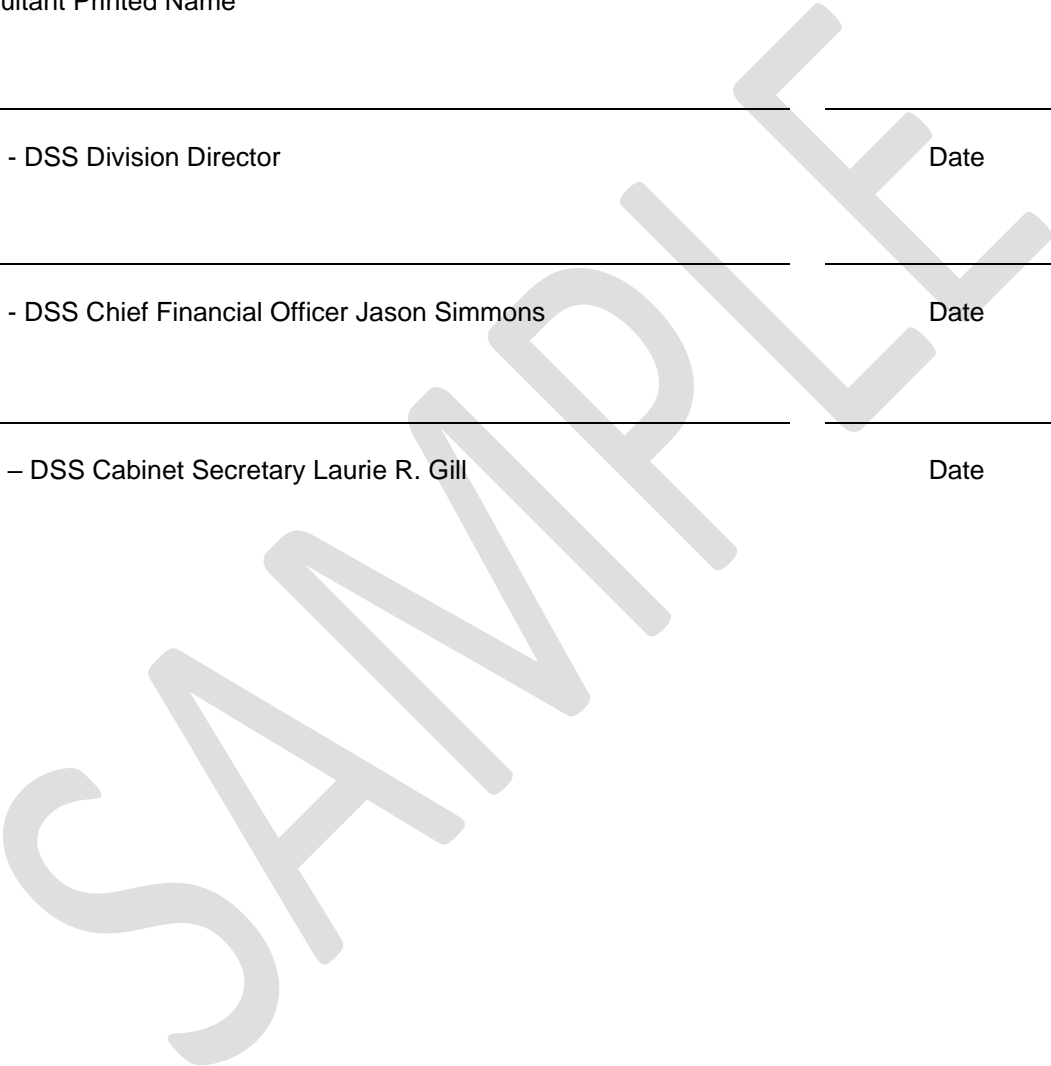 Printed Name
- DSS Division Director Date
- DSS Chief Financial Officer Jason Simmons Date
– DSS Cabinet Secretary Laurie R. Gill Date
SAMPLE